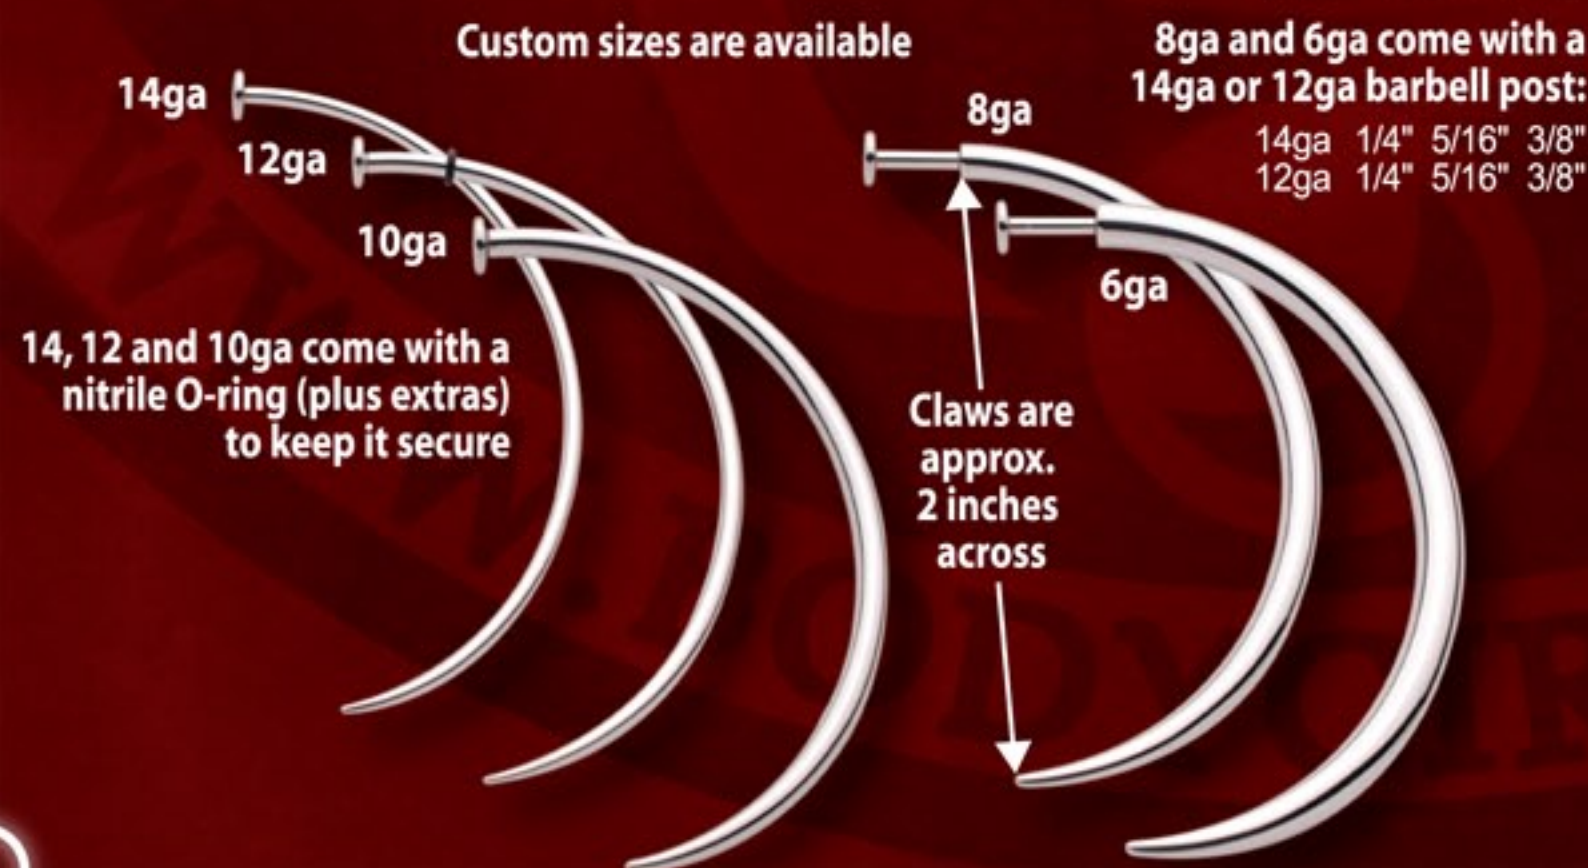 Custom sizes are available
8ga and 6ga come with a
14ga or 12ga barbell post:
14ga 1/4" 5/16" 3/8"
12ga 1/4" 5/16" 3/8"
14ga
12ga
10ga
8ga
6ga
14, 12 and 10ga come with a
nitrile O-ring (plus extras)
to keep it secure
Claws are
approx.
2 inches
across